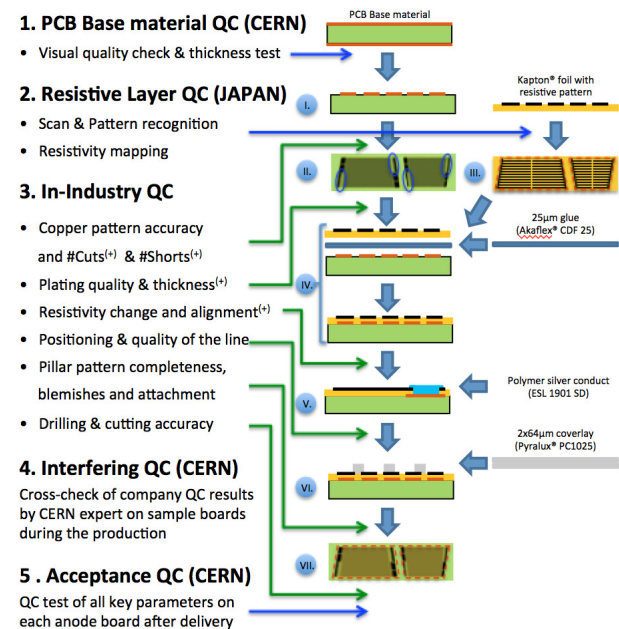 1. PCB Base material QC (CERN)
• Visual quality check & thickness test
2. Resistive Layer QC (JAPAN)
• Scan & Pattern recognition
• Resistivity mapping
3. In-Industry QC
• Copper pattern accuracy
and #Cuts(+) & #Shorts(+)
• Plating quality & thickness(+)
• Resistivity change and alignment(+)
• Positioning & quality of the line
• Pillar pattern completeness,
blemishes and attachment
• Drilling & cutting accuracy
4. Interfering QC (CERN)
Cross-check of company QC results
by CERN expert on sample boards
during the production
5 . Acceptance QC (CERN)
QC test of all key parameters on
each anode board after delivery
PCB Base material
I.
Kapton® foil with
resistive pattern
II.
III.
25μm glue
(Akaflex® CDF 25)
IV.
Polymer silver conduct
(ESL 1901 SD)
V.
2x64μm coverlay
(Pyralux® PC1025)
VI.
VII.